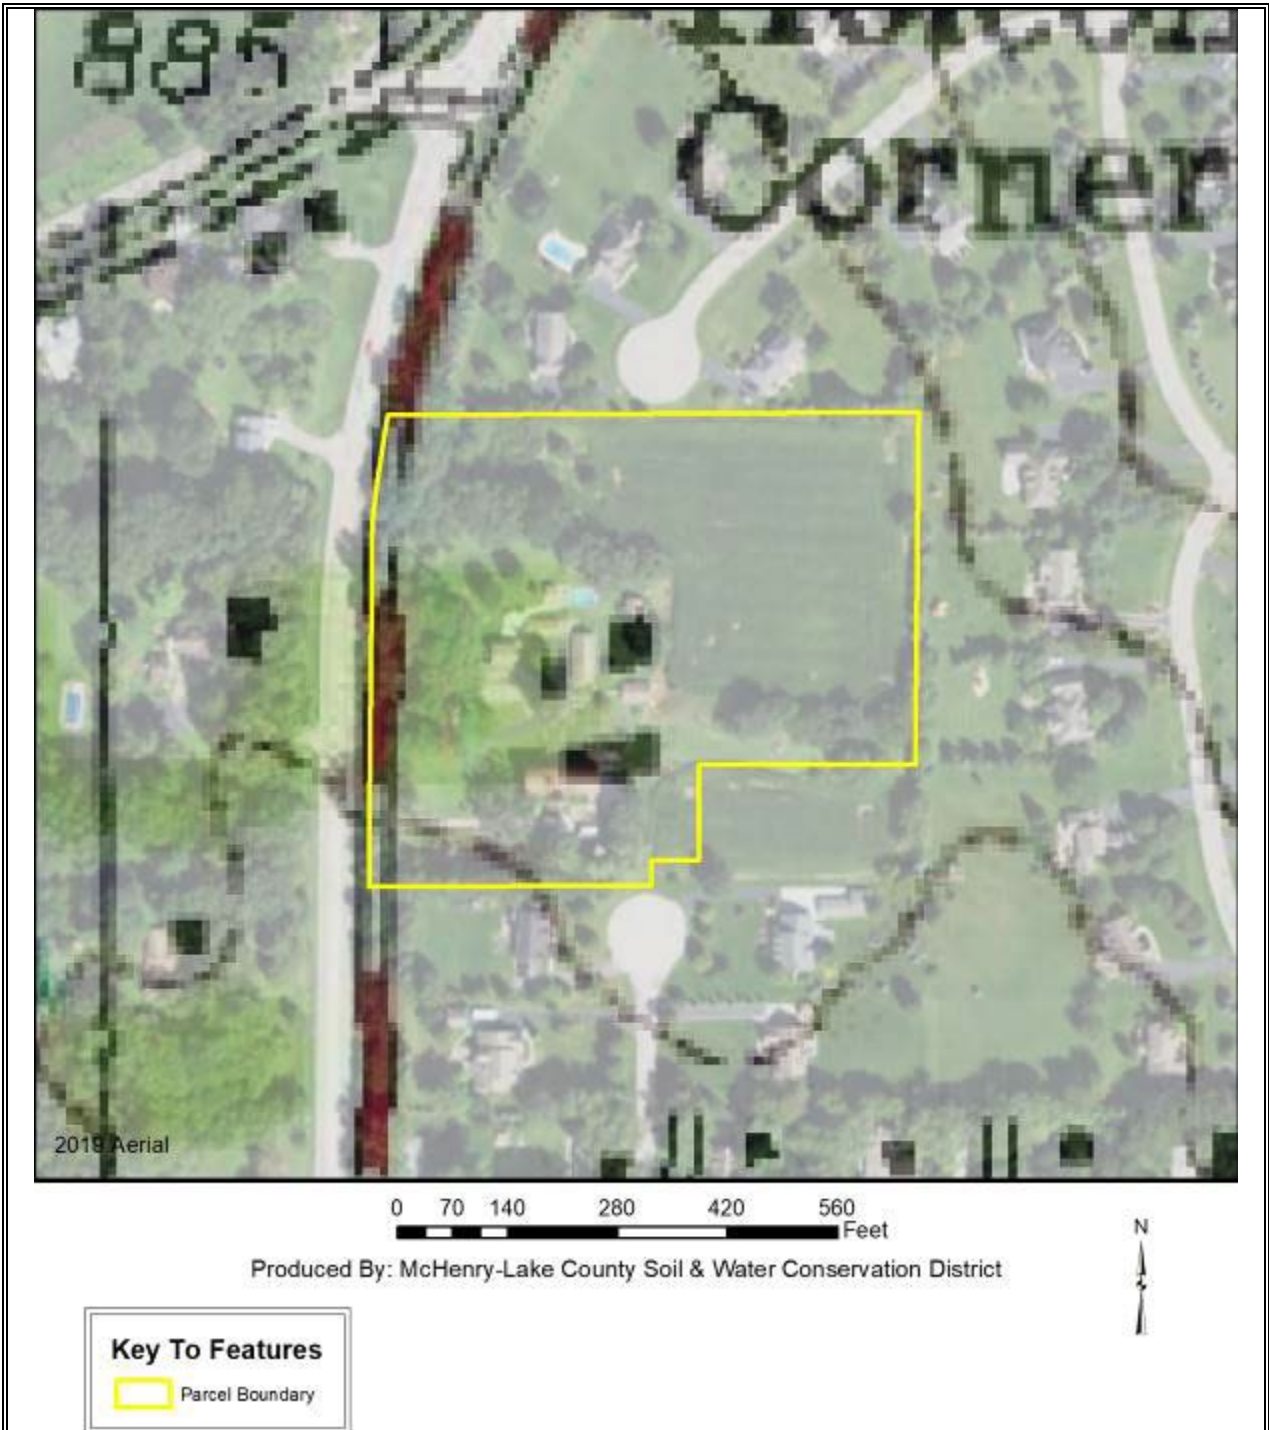 885
Corner
2019 Aerial
0 70 140 280 420 560
Feet
Produced By: McHenry-Lake County Soil & Water Conservation District
N
Key To Features
Parcel Boundary